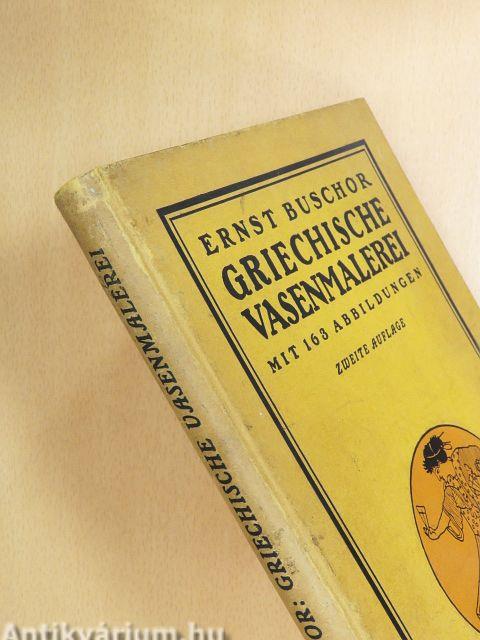 ERNST BUSCHOR
GRIECHISCHE
VASENMALEREI
MIT 163 ABBILDUNGEN
ZWEITE AUFLAGE
OR: GRIECHISCHE VASENMALEREI
Antikvárium.hu